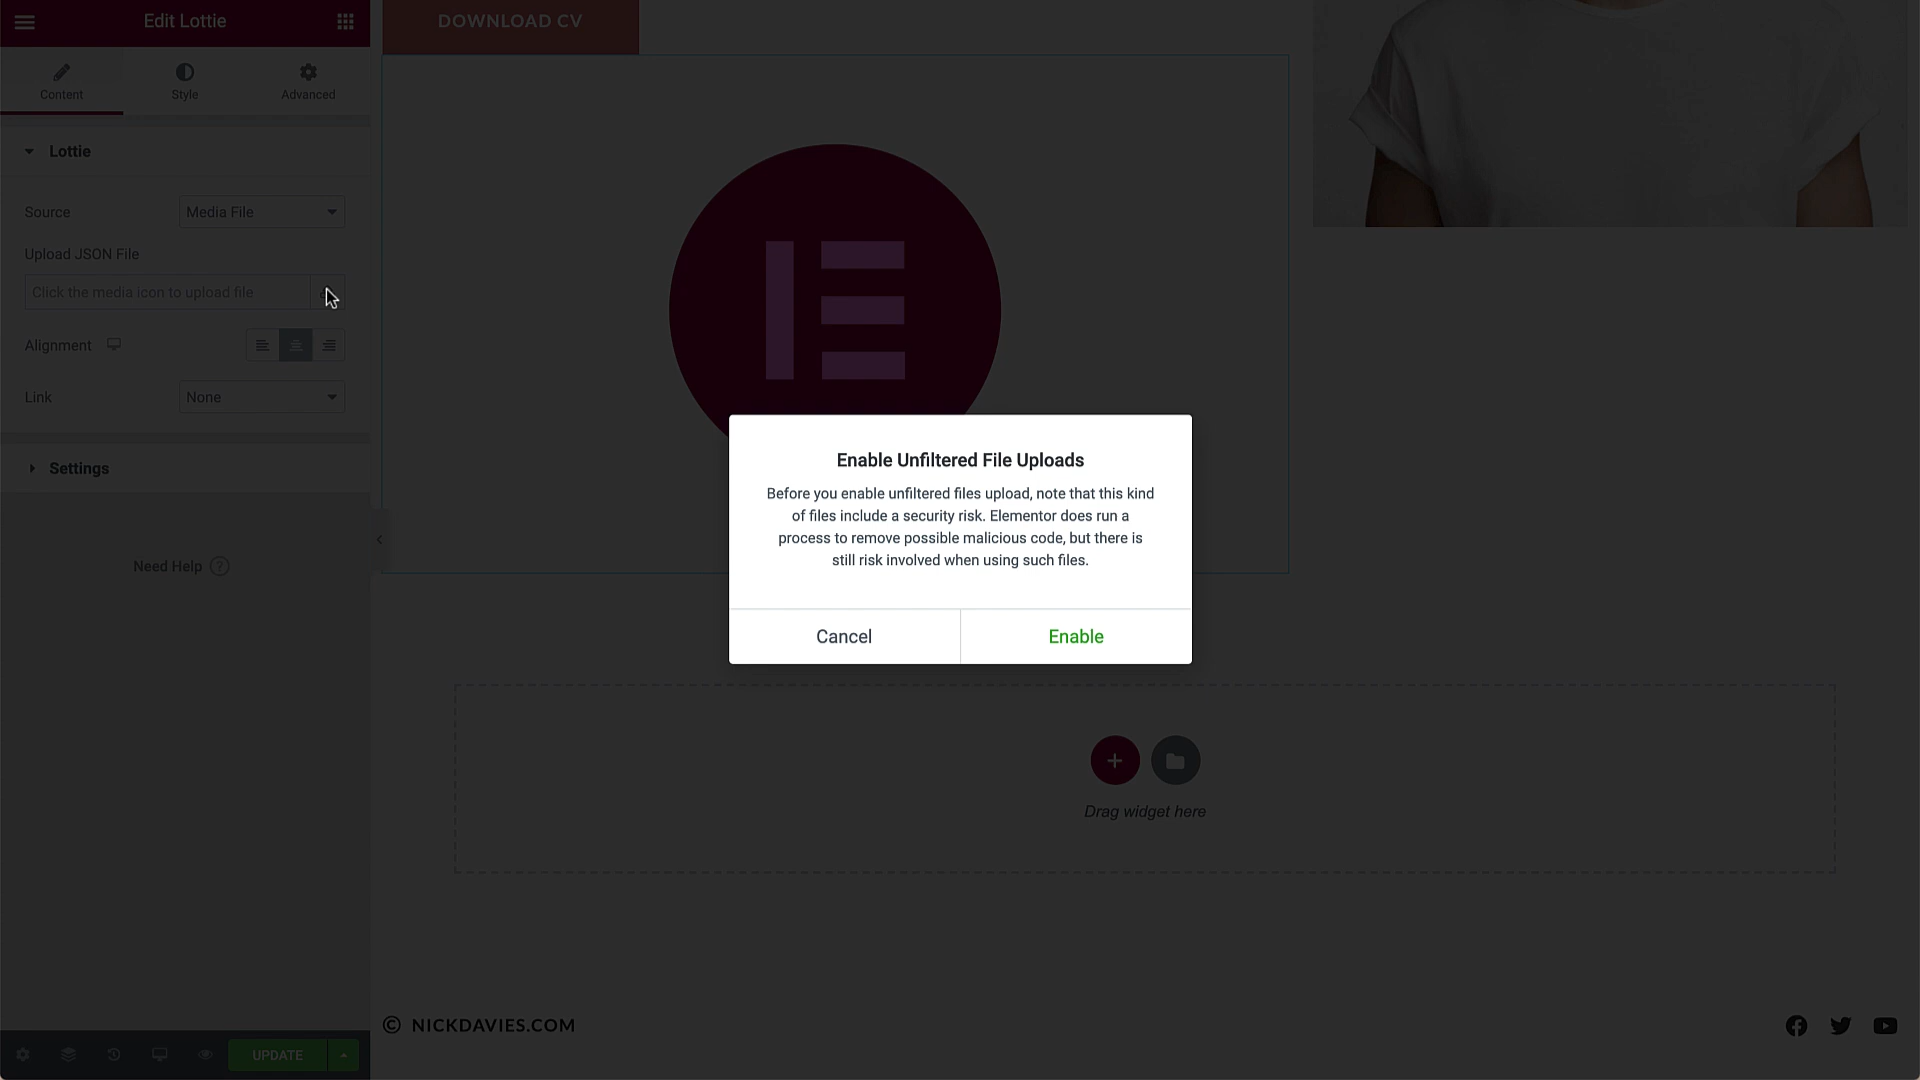 Edit Lottie
Content
Style
Advanced
Lottie
Source
Media File
Upload JSON File
Click the media icon to upload file
Alignment
Link
None
Settings
Need Help ?
UPDATE
DOWNLOAD CV
Enable Unfiltered File Uploads
Before you enable unfiltered files upload, note that this kind
of files include a security risk. Elementor does run a
process to remove possible malicious code, but there is
still risk involved when using such files.
Cancel
Enable
Drag widget here
© NICKDAVIES.COM